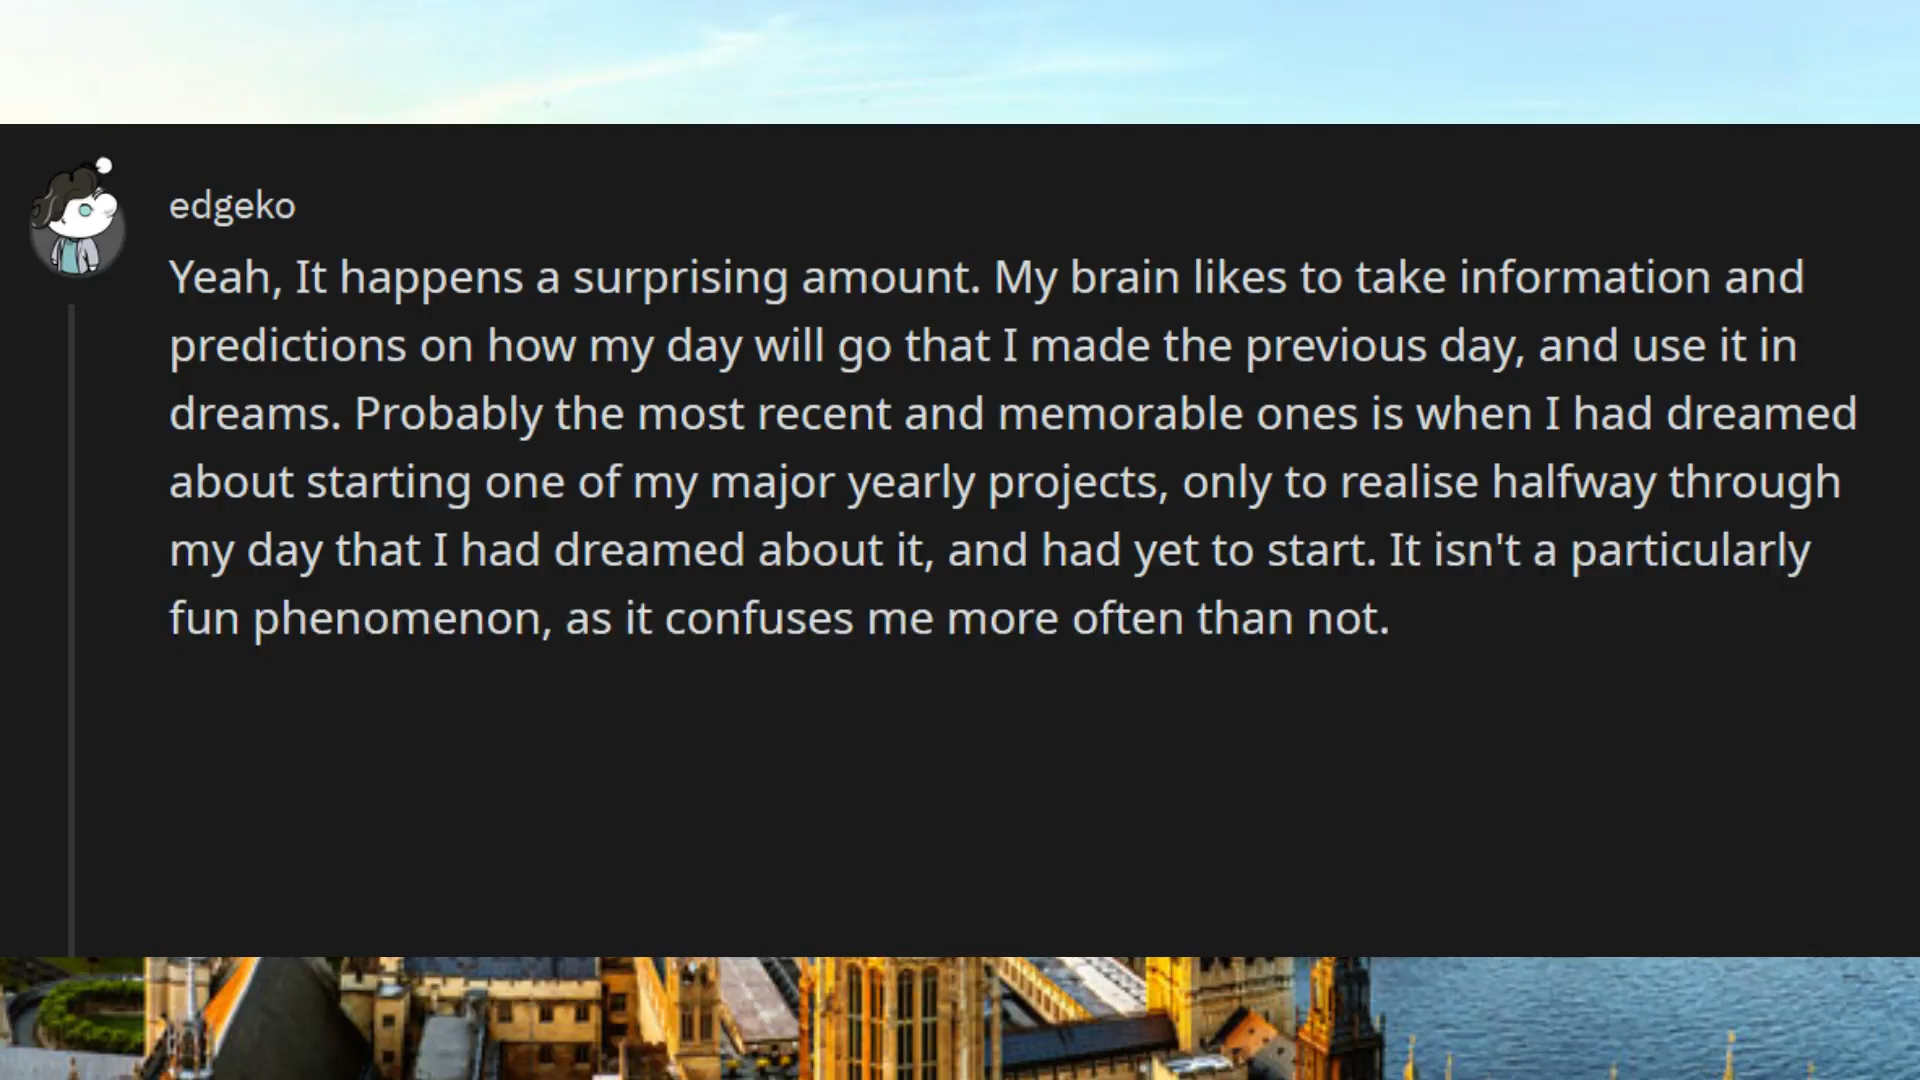 edgeko
Yeah, It happens a surprising amount. My brain likes to take information and
predictions on how my day will go that I made the previous day, and use it in
dreams. Probably the most recent and memorable ones is when I had dreamed
about starting one of my major yearly projects, only to realise halfway through
my day that I had dreamed about it, and had yet to start. It isn't a particularly
fun phenomenon, as it confuses me more often than not.